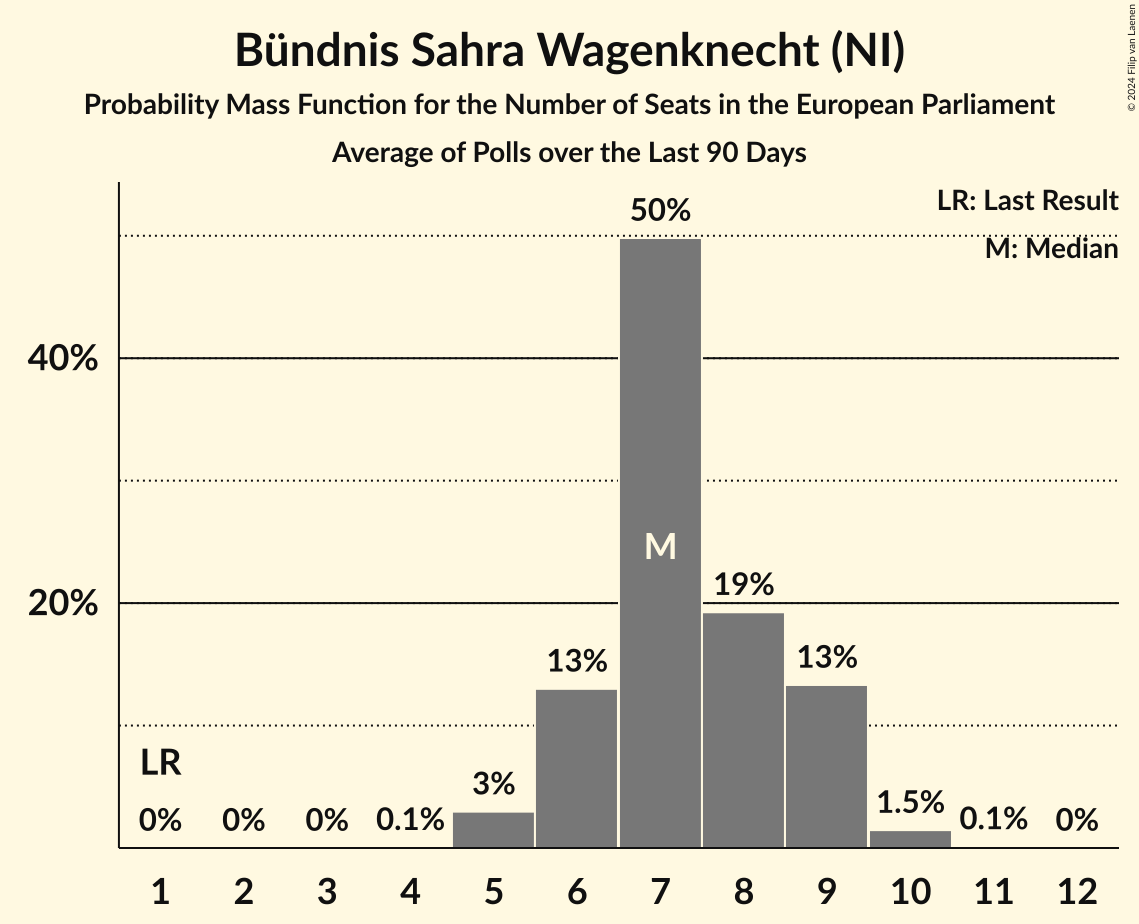 Bündnis Sahra Wagenknecht (NI)
Probability Mass Function for the Number of Seats in the European Parliament
Average of Polls over the Last 90 Days
© 2024 Filip van Laenen
LR: Last Result
M: Median
50%
40%
M
19%
20%
13%
13%
LR
3%
1.5%
0% 0% 0% 0.1% 0.1% 0%
1 2 3 4 5 6 7 8 9 10 11 12